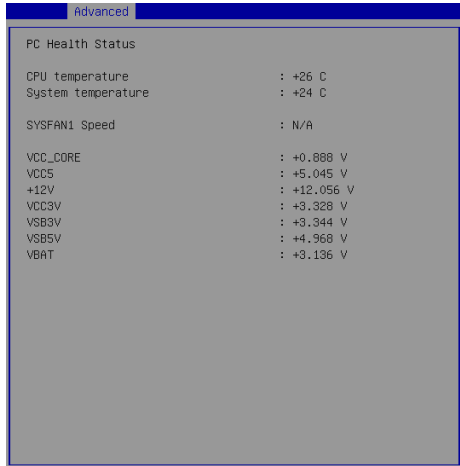 Advanced
PC Health Status
CPU temperature : +26 C
System temperature : +24 C
SYSFAN1 Speed : N/A
VCC_CORE : +0.888 V
VCC5 : +5.045 V
+12V : +12.056 V
VCC3V : +3.328 V
VSB3V : +3.344 V
VSB5V : +4.968 V
VBAT : +3.136 V